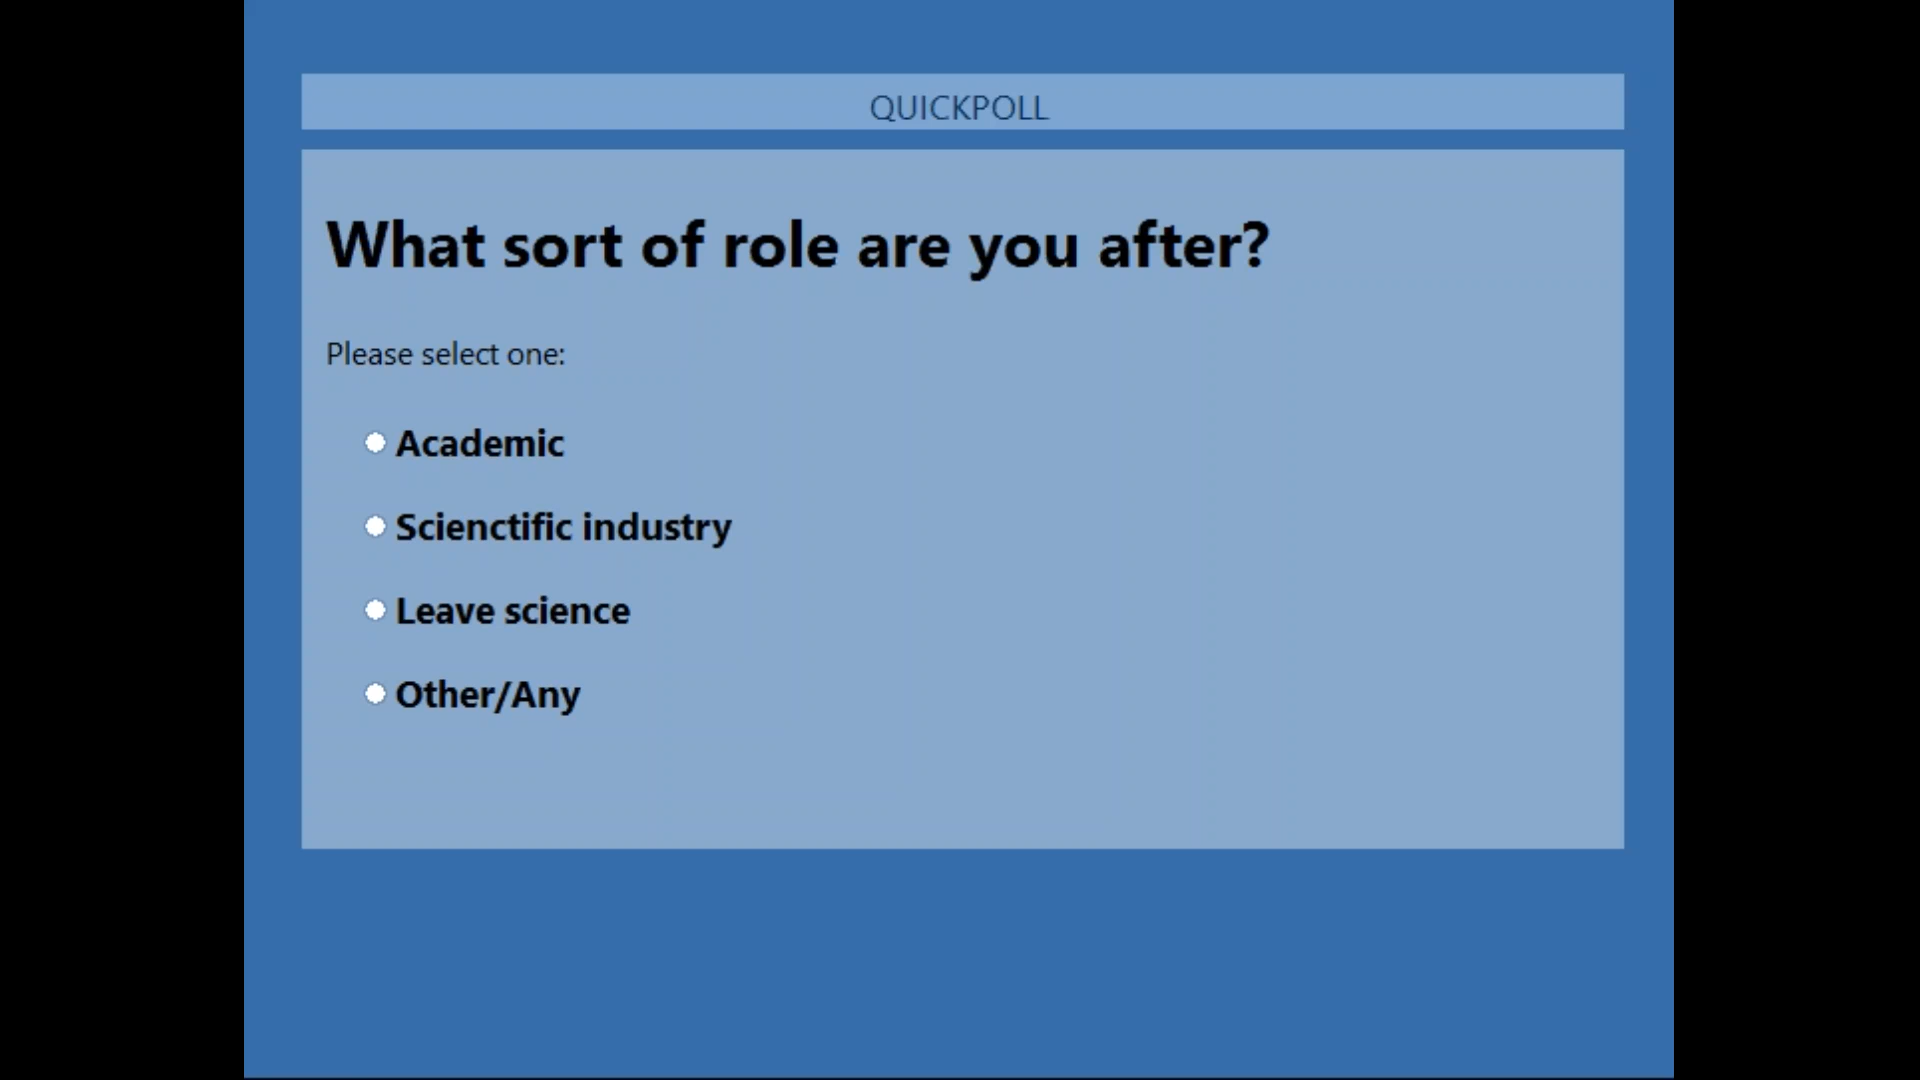 QUICKPOLL
What sort of role are you after?
Please select one:
Academic
Scienctific industry
Leave science
Other/Any